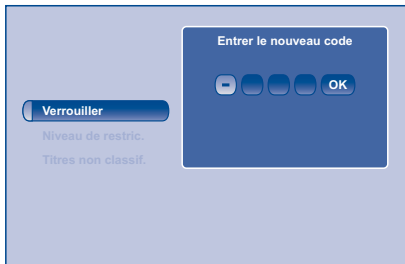 Entrer le nouveau code
- OK
Verrouiller
Niveau de restric.
Titres non classif.